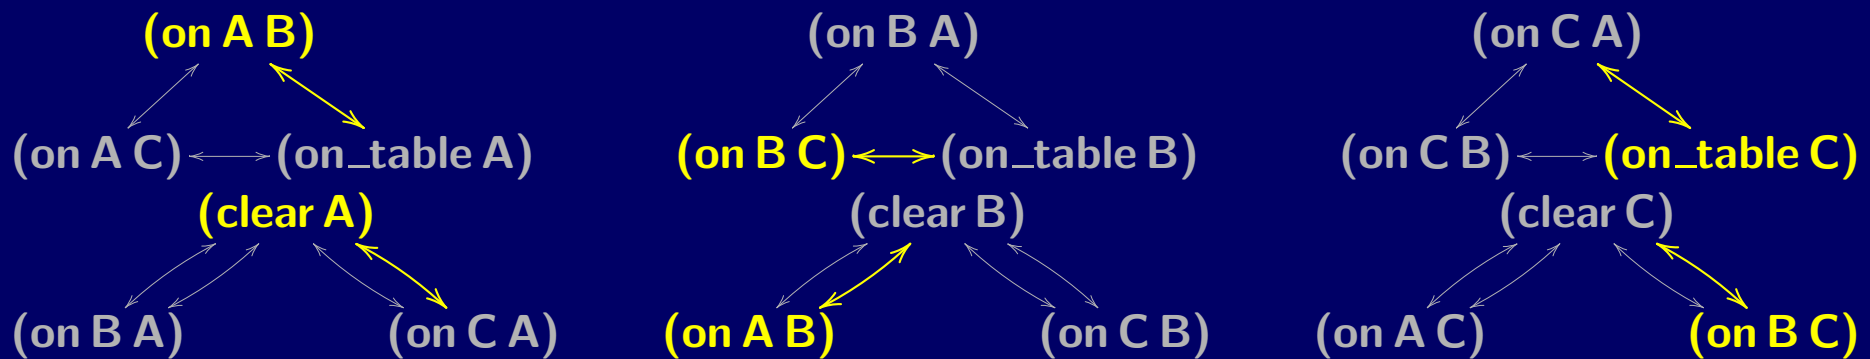 (on A B) (on B A) (on C A)
(on A C) (on_table A) (on B C) (on_table B) (on C B) (on_table C)
(clear A) (clear B) (clear C)
(on B A) (on C A) (on A B) (on C B) (on A C) (on B C)